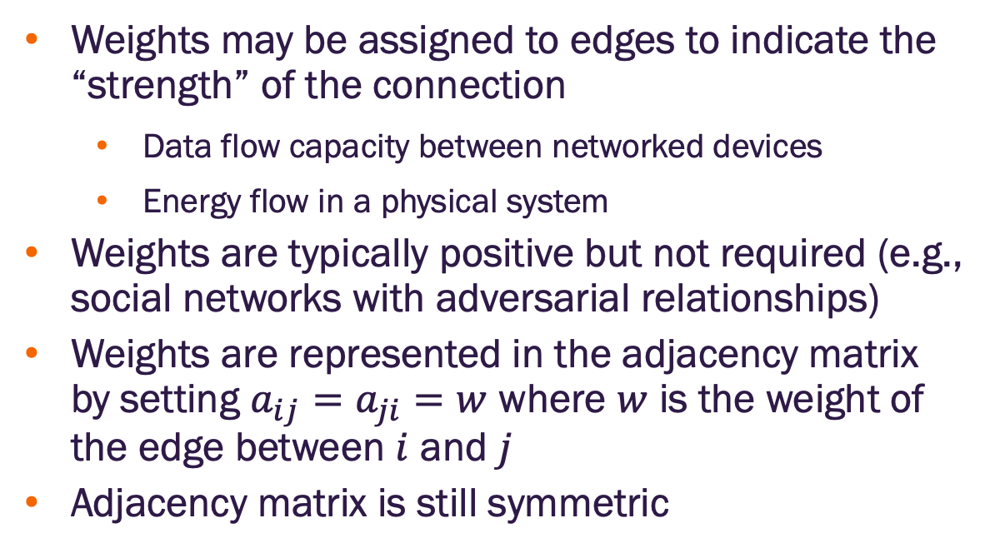 • Weights may be assigned to edges to indicate the
“strength” of the connection
• Data flow capacity between networked devices
• Energy flow in a physical system
• Weights are typically positive but not required (e.g.,
social networks with adversarial relationships)
• Weights are represented in the adjacency matrix
by setting $a_{ij} = a_{ji} = w$ where $w$ is the weight of
the edge between $i$ and $j$
• Adjacency matrix is still symmetric